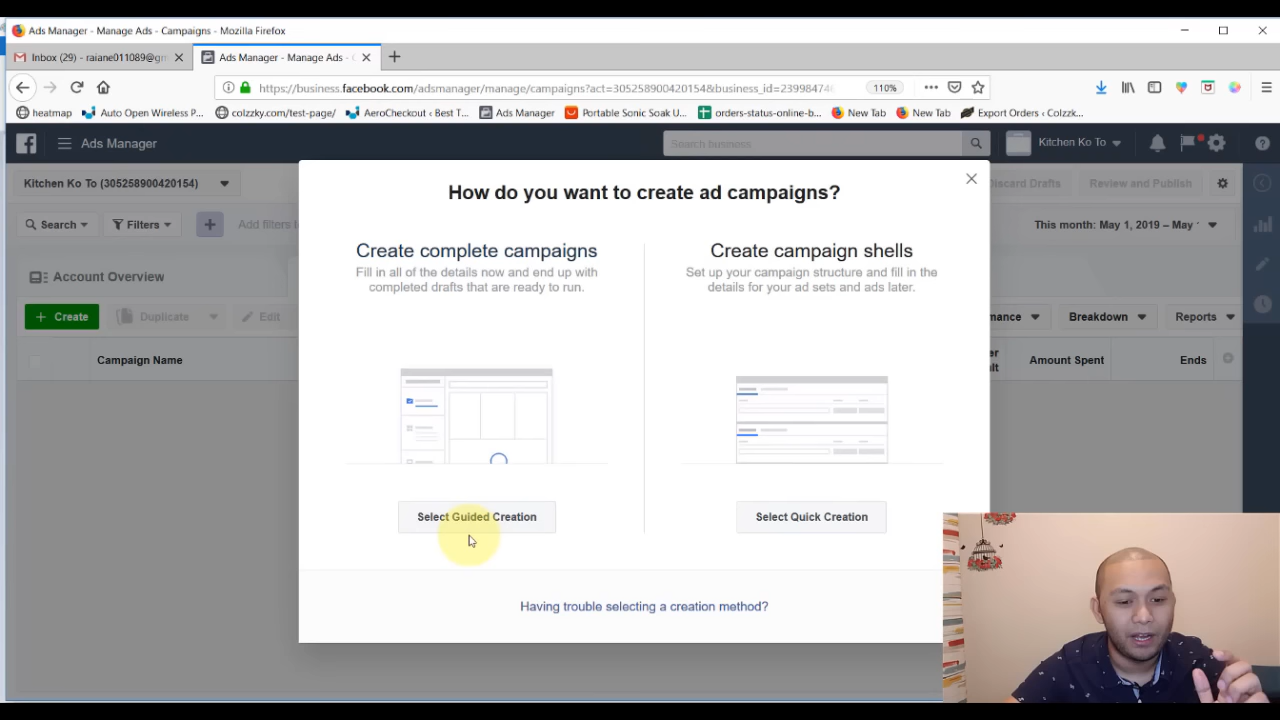 Ads Manager - Manage Ads - Campaigns - Mozilla Firefox
Inbox (29) - raiane011089@gm
Ads Manager - Manage Ads -
https://business.facebook.com/adsmanager/manage/campaigns?act=305258900420154&business_id=23998474
110%
heatmap
Auto Open Wireless P...
colzzky.com/test-page/
AeroCheckout ‹ Best T...
Ads Manager
Portable Sonic Soak U...
orders-status-online-b...
New Tab
New Tab
Export Orders ‹ Colzzk...
Ads Manager
Search business
Kitchen Ko To
Kitchen Ko To (305258900420154)
Discard Drafts
Review and Publish
Search
Filters
Add filters
This month: May 1, 2019 – May
Account Overview
Create
Duplicate
Edit
mance
Breakdown
Reports
Campaign Name
er
ult
Amount Spent
Ends
How do you want to create ad campaigns?
Create complete campaigns
Fill in all of the details now and end up with
completed drafts that are ready to run.
Select Guided Creation
Create campaign shells
Set up your campaign structure and fill in the
details for your ad sets and ads later.
Select Quick Creation
Having trouble selecting a creation method?